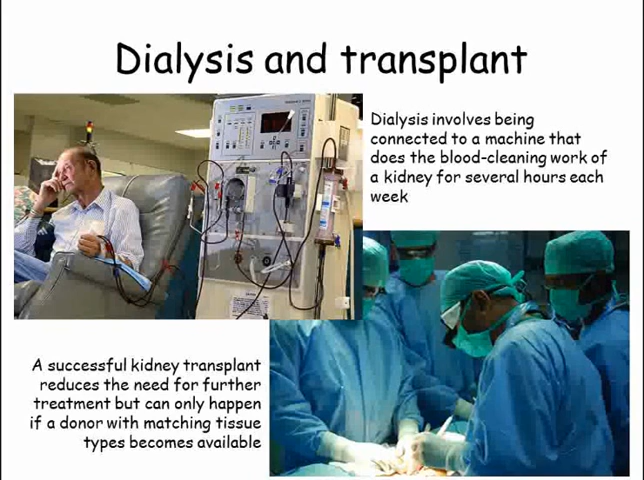 Dialysis and transplant
Dialysis involves being
connected to a machine that
does the blood-cleaning work of
a kidney for several hours each
week
A successful kidney transplant
reduces the need for further
treatment but can only happen
if a donor with matching tissue
types becomes available